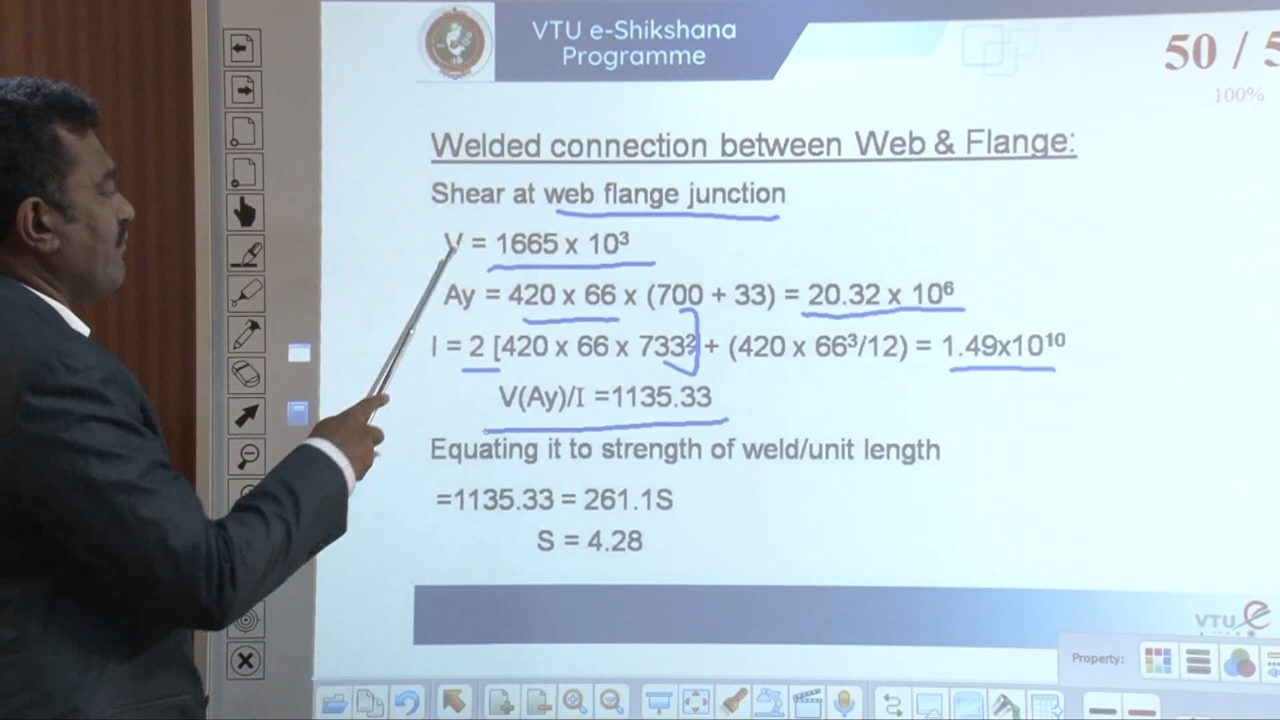 VTU e-Shikshana
Programme
50 / 5
100%
Welded connection between Web & Flange:
Shear at web flange junction
V = 1665 x 10³
Ay = 420 x 66 x (700 + 33) = 20.32 x 10⁶
I = 2 [420 x 66 x 733² + (420 x 66³/12) = 1.49x10¹⁰
V(Ay)/I =1135.33
Equating it to strength of weld/unit length
=1135.33 = 261.1S
S = 4.28
VTU e
Property: